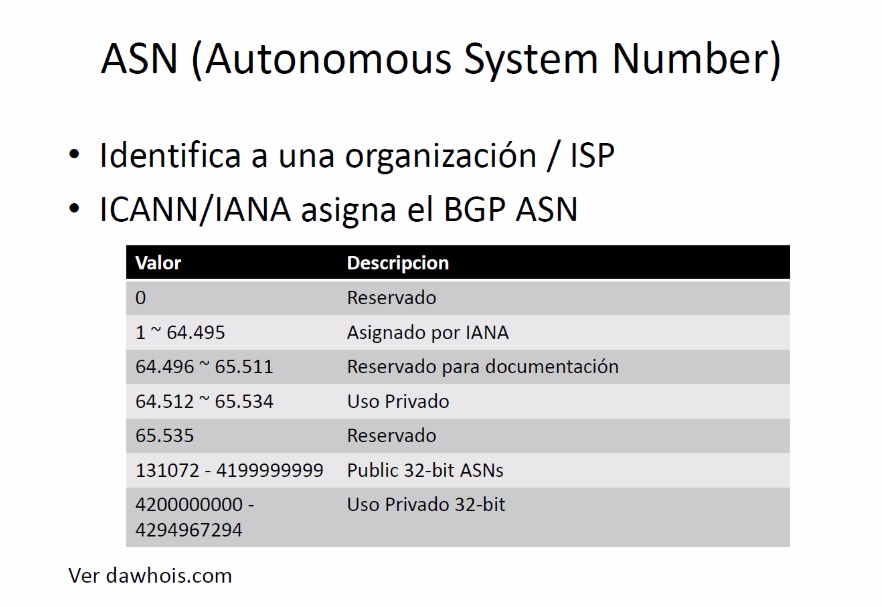 ASN (Autonomous System Number)
• Identifica a una organización / ISP
• ICANN/IANA asigna el BGP ASN
Valor Descripcion
0 Reservado
1 ~ 64.495 Asignado por IANA
64.496 ~ 65.511 Reservado para documentación
64.512 ~ 65.534 Uso Privado
65.535 Reservado
131072 - 4199999999 Public 32-bit ASNs
4200000000 - Uso Privado 32-bit
4294967294
Ver dawhois.com